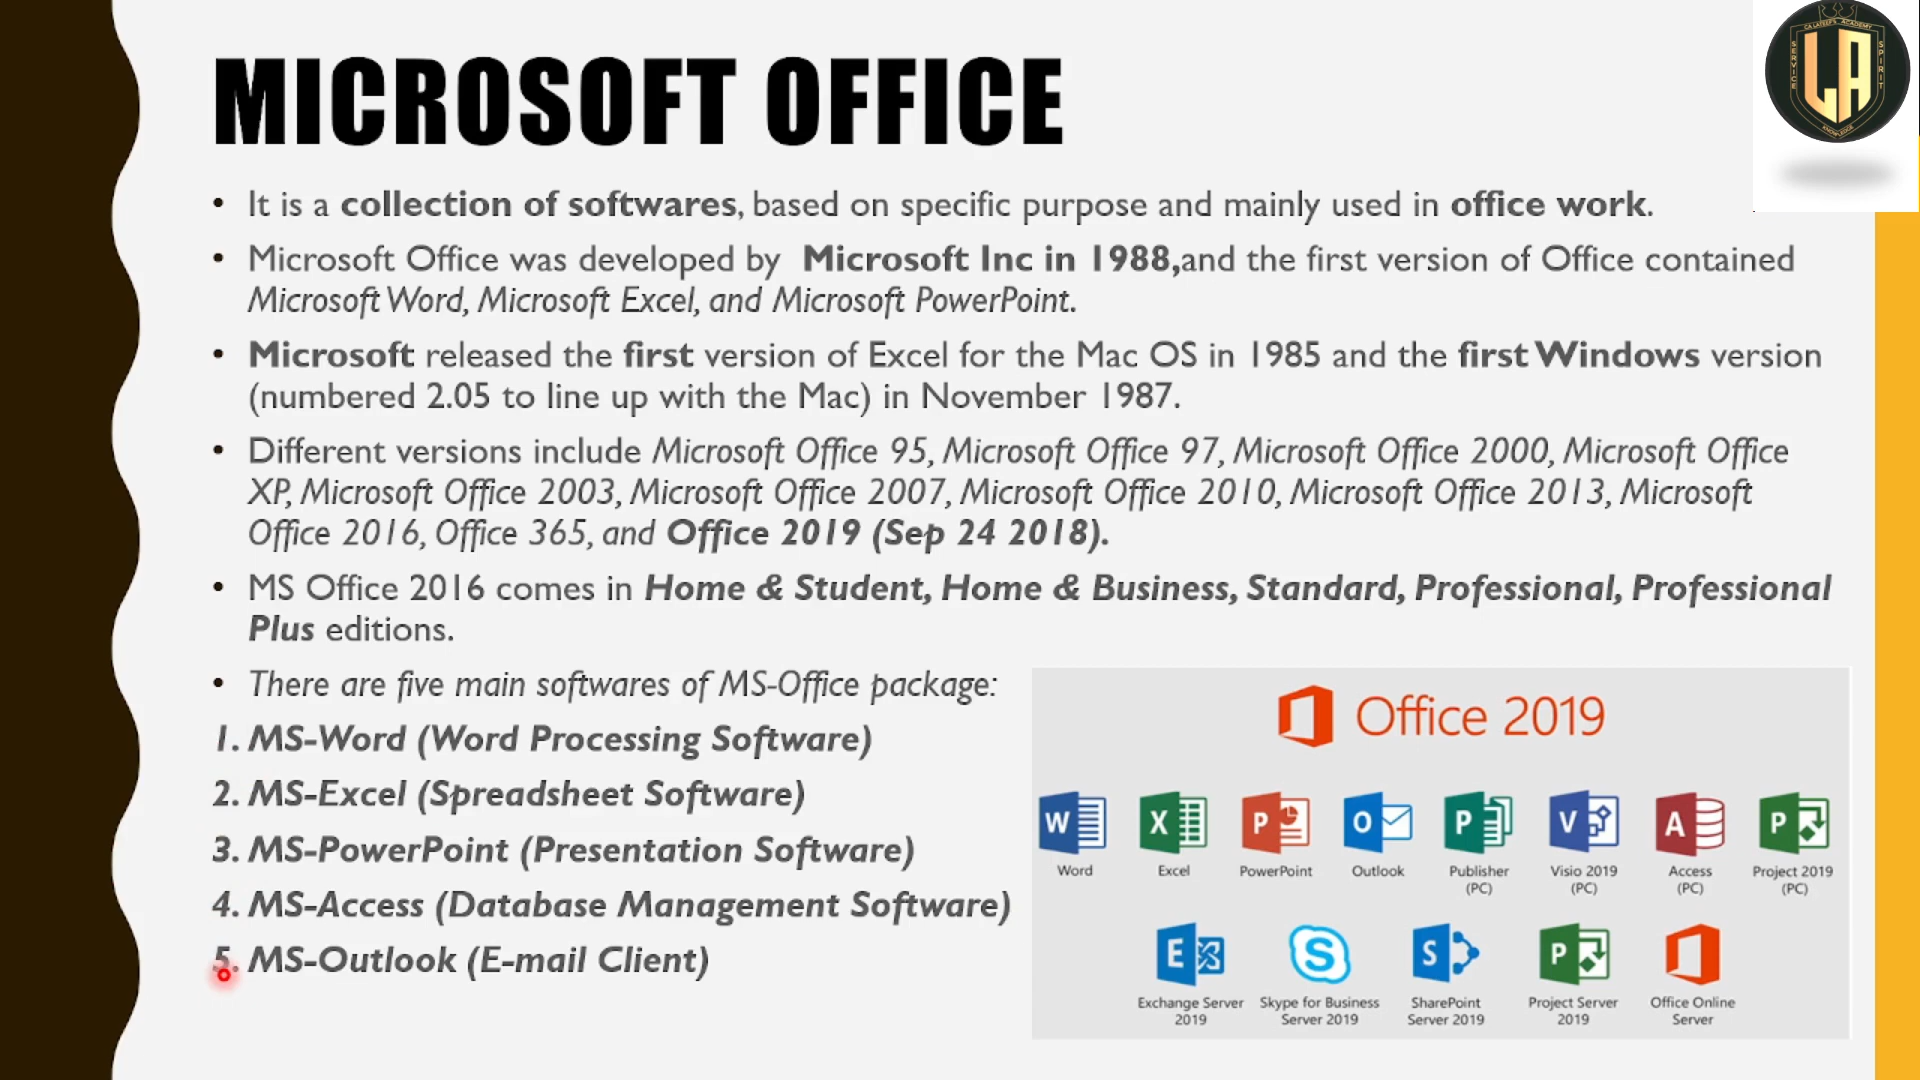 MICROSOFT OFFICE
CA LATEEF'S ACADEMY
SERVICE
SPIRIT
LA
KNOWLEDGE
• It is a collection of softwares, based on specific purpose and mainly used in office work.
• Microsoft Office was developed by Microsoft Inc in 1988,and the first version of Office contained
Microsoft Word, Microsoft Excel, and Microsoft PowerPoint.
• Microsoft released the first version of Excel for the Mac OS in 1985 and the first Windows version
(numbered 2.05 to line up with the Mac) in November 1987.
• Different versions include Microsoft Office 95, Microsoft Office 97, Microsoft Office 2000, Microsoft Office
XP, Microsoft Office 2003, Microsoft Office 2007, Microsoft Office 2010, Microsoft Office 2013, Microsoft
Office 2016, Office 365, and Office 2019 (Sep 24 2018).
• MS Office 2016 comes in Home & Student, Home & Business, Standard, Professional, Professional
Plus editions.
• There are five main softwares of MS-Office package:
1. MS-Word (Word Processing Software)
2. MS-Excel (Spreadsheet Software)
3. MS-PowerPoint (Presentation Software)
4. MS-Access (Database Management Software)
5. MS-Outlook (E-mail Client)
Office 2019
W X P O P V A P
Word Excel PowerPoint Outlook Publisher Visio 2019 Access Project 2019
(PC) (PC) (PC) (PC)
E S S P
Exchange Server Skype for Business SharePoint Project Server Office Online
2019 Server 2019 Server 2019 2019 Server